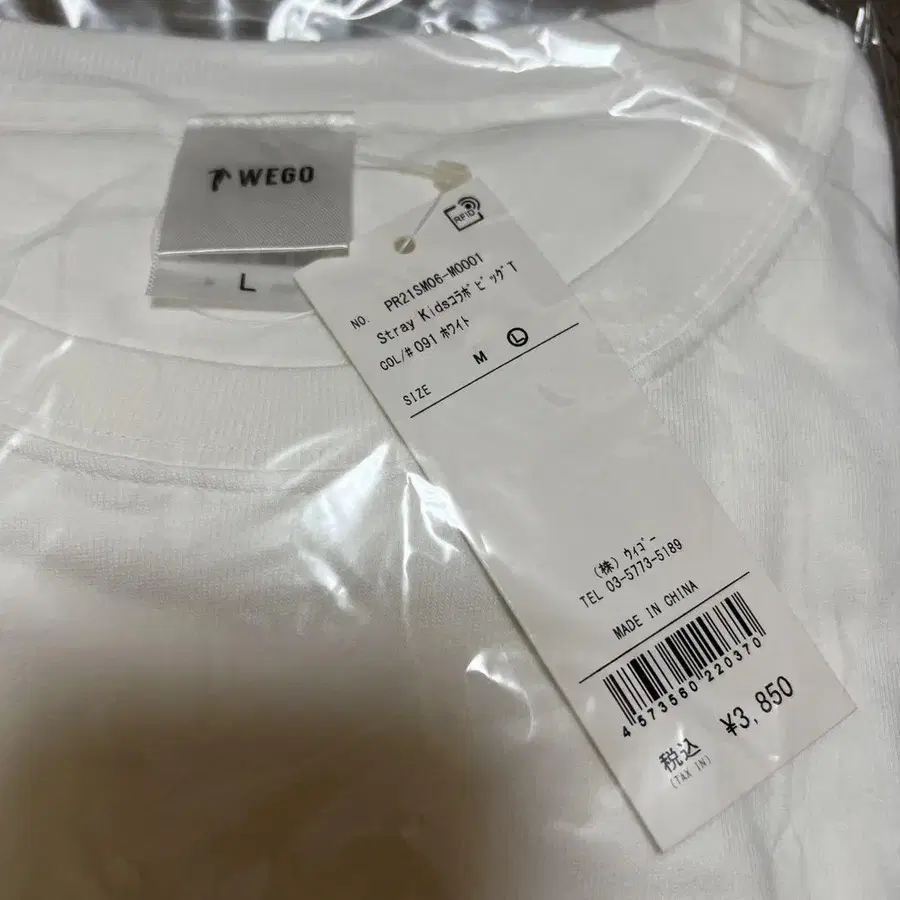 WEGO
L
RFID
NO. PR21SM06-M0001
Stray KidsコラボビッグT
COL/# 091 ホワイト
SIZE M L
(株) ウィゴー
TEL 03-5773-5189
MADE IN CHINA
4 573560 220370
税込 ¥3,850
(TAX IN)